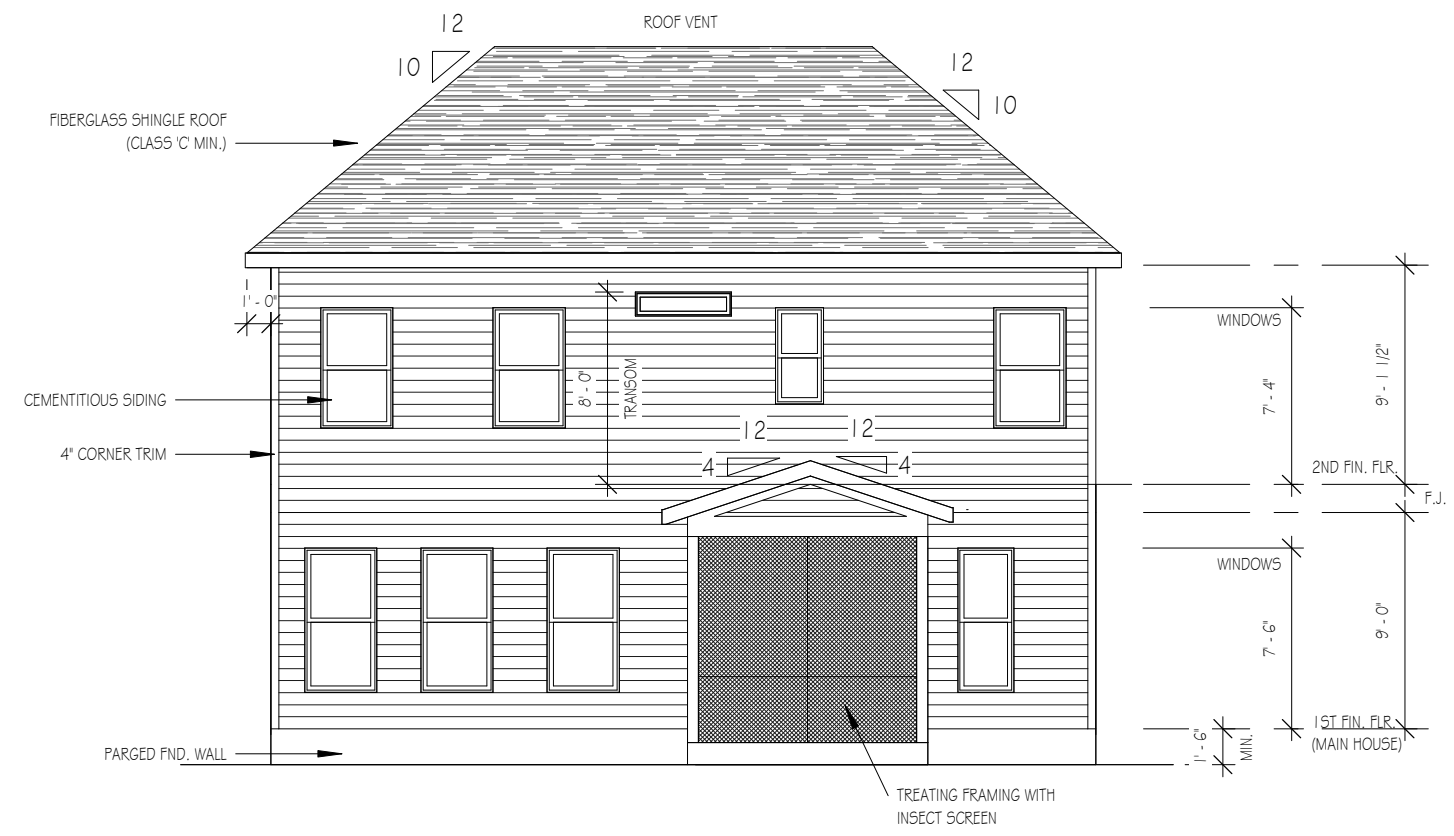 12
ROOF VENT
10
12
10
FIBERGLASS SHINGLE ROOF
(CLASS 'C' MIN.)
1' - 0"
WINDOWS
8' - 0"
TRANSOM
7' - 4"
9' - 1 1/2"
CEMENTITIOUS SIDING
12
12
4" CORNER TRIM
4
4
2ND FIN. FLR.
F.J.
WINDOWS
7' - 6"
9' - 0"
1ST FIN. FLR.
(MAIN HOUSE)
1' - 6"
MIN.
PARGED FND. WALL
TREATING FRAMING WITH
INSECT SCREEN